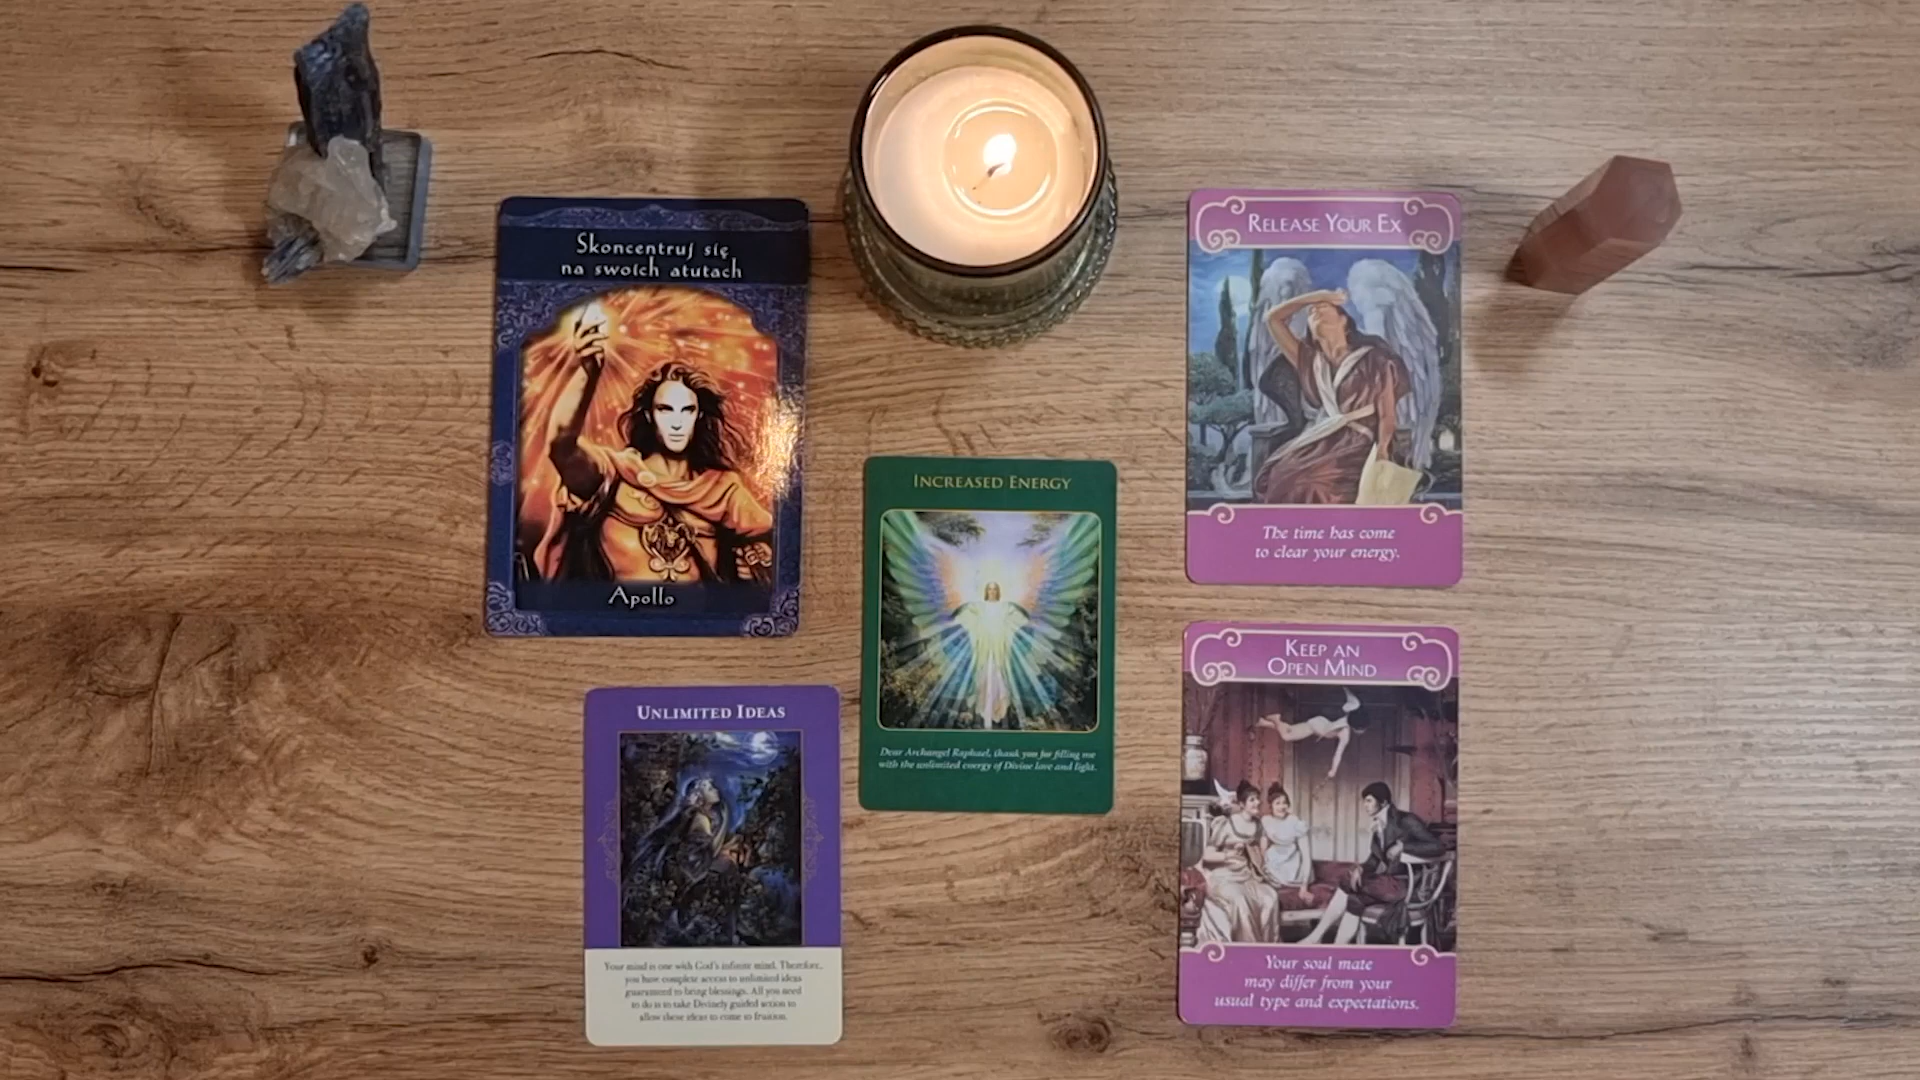 Skoncentruj się
na swoich atutach
Apollo
UNLIMITED IDEAS
Your mind is one with God's infinite mind. Therefore,
you have complete access to unlimited ideas
guaranteed to bring blessings. All you need
to do is to take Divinely guided action to
allow these ideas to come to fruition.
INCREASED ENERGY
Dear Archangel Raphael, thank you for filling me
with the unlimited energy of Divine love and light.
RELEASE YOUR EX
The time has come
to clear your energy.
KEEP AN
OPEN MIND
Your soul mate
may differ from your
usual type and expectations.